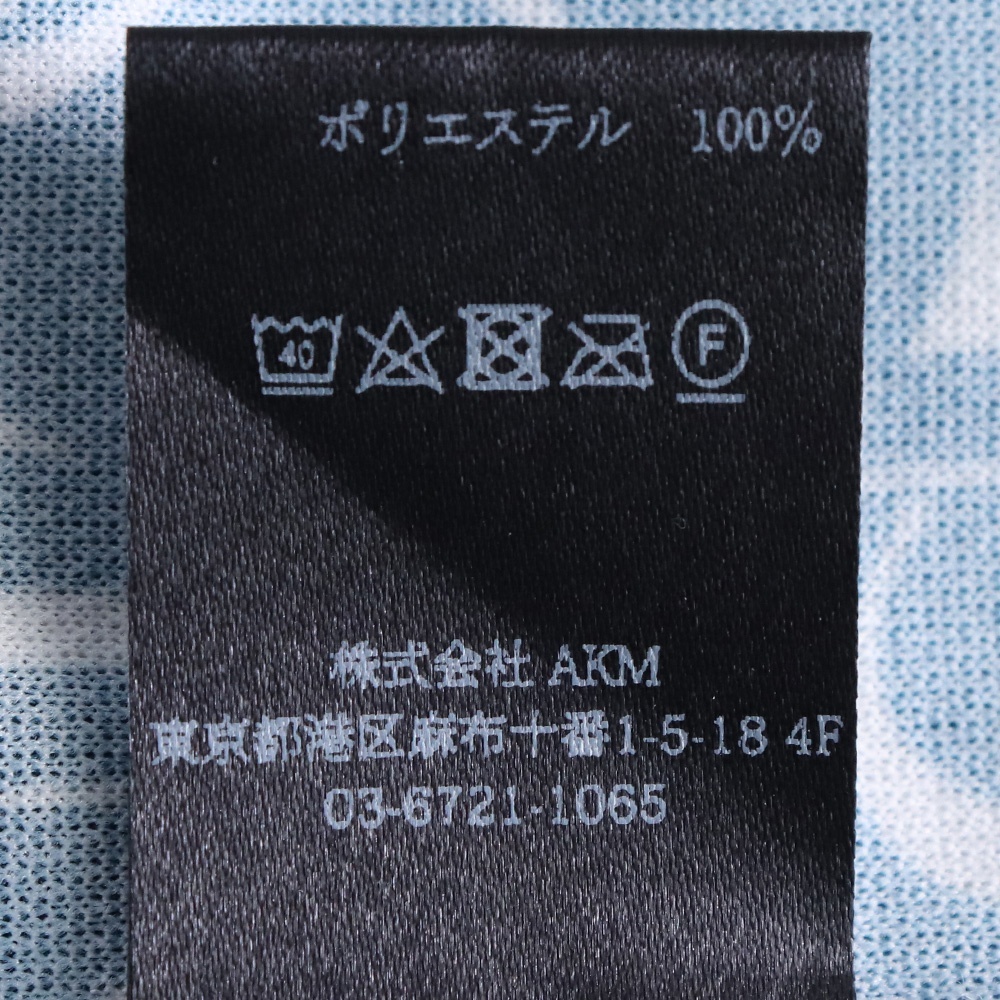 ポリエステル 100%
40 F
株式会社 AKM
東京都港区麻布十番1-5-18 4F
03-6721-1065